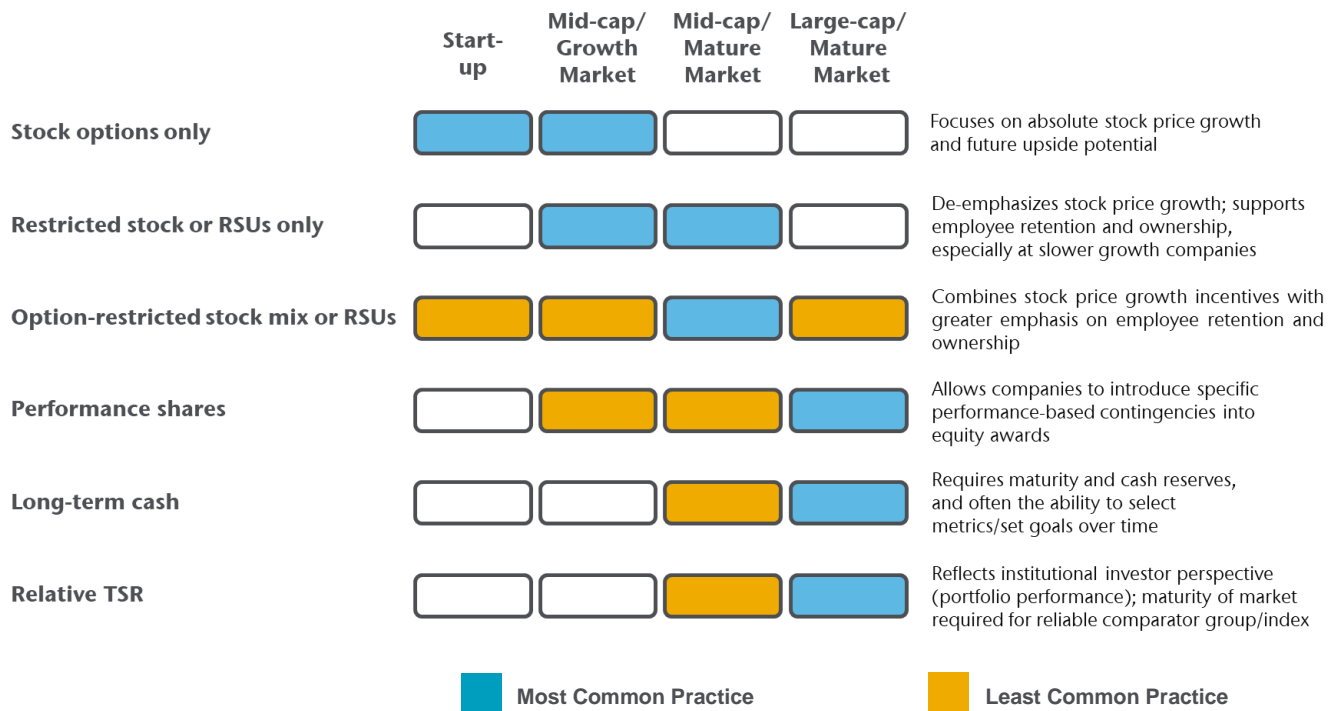 Start-
up
Mid-cap/
Growth
Market
Mid-cap/
Mature
Market
Large-cap/
Mature
Market
Stock options only
Focuses on absolute stock price growth
and future upside potential
Restricted stock or RSUs only
De-emphasizes stock price growth; supports
employee retention and ownership,
especially at slower growth companies
Option-restricted stock mix or RSUs
Combines stock price growth incentives with
greater emphasis on employee retention and
ownership
Performance shares
Allows companies to introduce specific
performance-based contingencies into
equity awards
Long-term cash
Requires maturity and cash reserves,
and often the ability to select
metrics/set goals over time
Relative TSR
Reflects institutional investor perspective
(portfolio performance); maturity of market
required for reliable comparator group/index
Most Common Practice
Least Common Practice